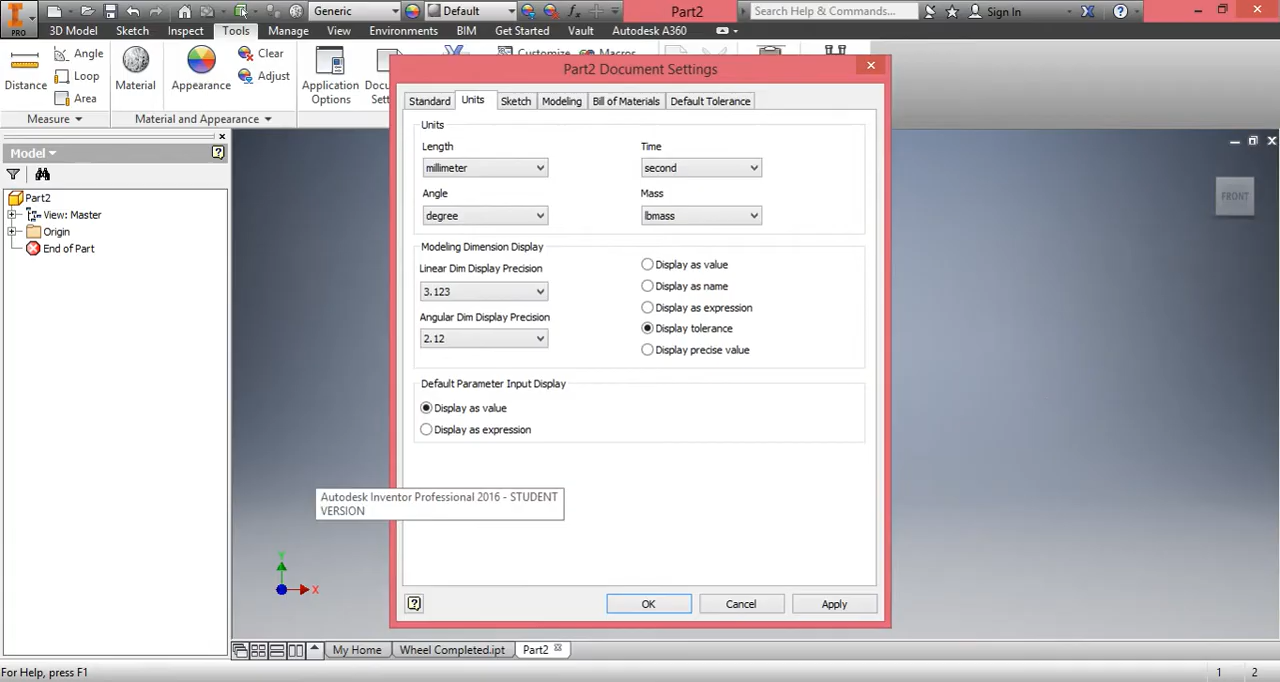 Generic
Default
Part2
Search Help & Commands...
Sign In
PRO
3D Model
Sketch
Inspect
Tools
Manage
View
Environments
BIM
Get Started
Vault
Autodesk A360
Distance
Angle
Loop
Area
Material
Appearance
Clear
Adjust
Application
Options
Customize
Macros
Measure
Material and Appearance
Model
Part2
View: Master
Origin
End of Part
Part2 Document Settings
Standard
Units
Sketch
Modeling
Bill of Materials
Default Tolerance
Units
Length
Time
millimeter
second
Angle
Mass
degree
lbmass
Modeling Dimension Display
Linear Dim Display Precision
3.123
Angular Dim Display Precision
2.12
Display as value
Display as name
Display as expression
Display tolerance
Display precise value
Default Parameter Input Display
Display as value
Display as expression
Autodesk Inventor Professional 2016 - STUDENT
VERSION
OK
Cancel
Apply
FRONT
Y
X
My Home
Wheel Completed.ipt
Part2
For Help, press F1
1
2